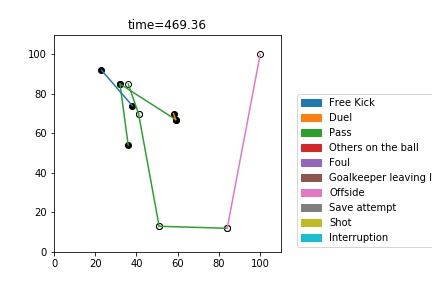 time=469.36
100
80
60
40
20
0
0
20
40
60
80
100
Free Kick
Duel
Pass
Others on the ball
Foul
Goalkeeper leaving l
Offside
Save attempt
Shot
Interruption